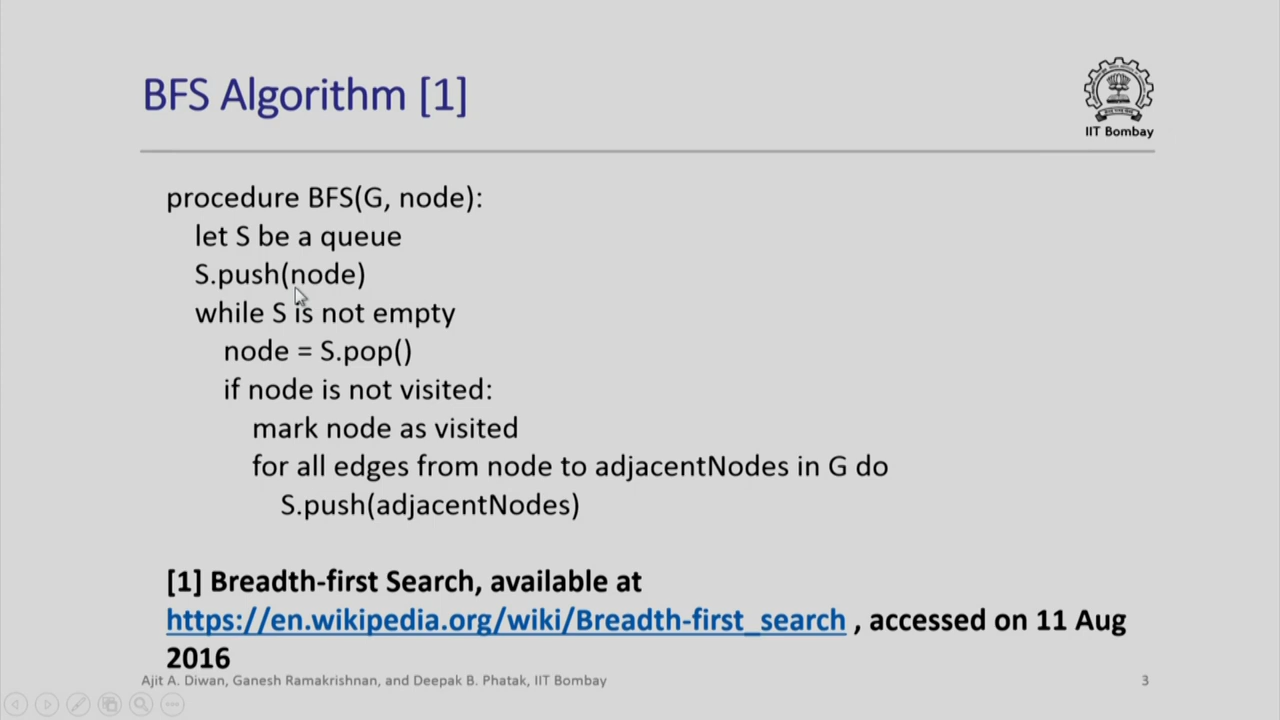 BFS Algorithm [1]
IIT Bombay
procedure BFS(G, node):
let S be a queue
S.push(node)
while S is not empty
node = S.pop()
if node is not visited:
mark node as visited
for all edges from node to adjacentNodes in G do
S.push(adjacentNodes)
[1] Breadth-first Search, available at
https://en.wikipedia.org/wiki/Breadth-first_search , accessed on 11 Aug
2016
Ajit A. Diwan, Ganesh Ramakrishnan, and Deepak B. Phatak, IIT Bombay
3